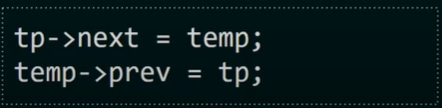 tp->next = temp;
temp->prev = tp;